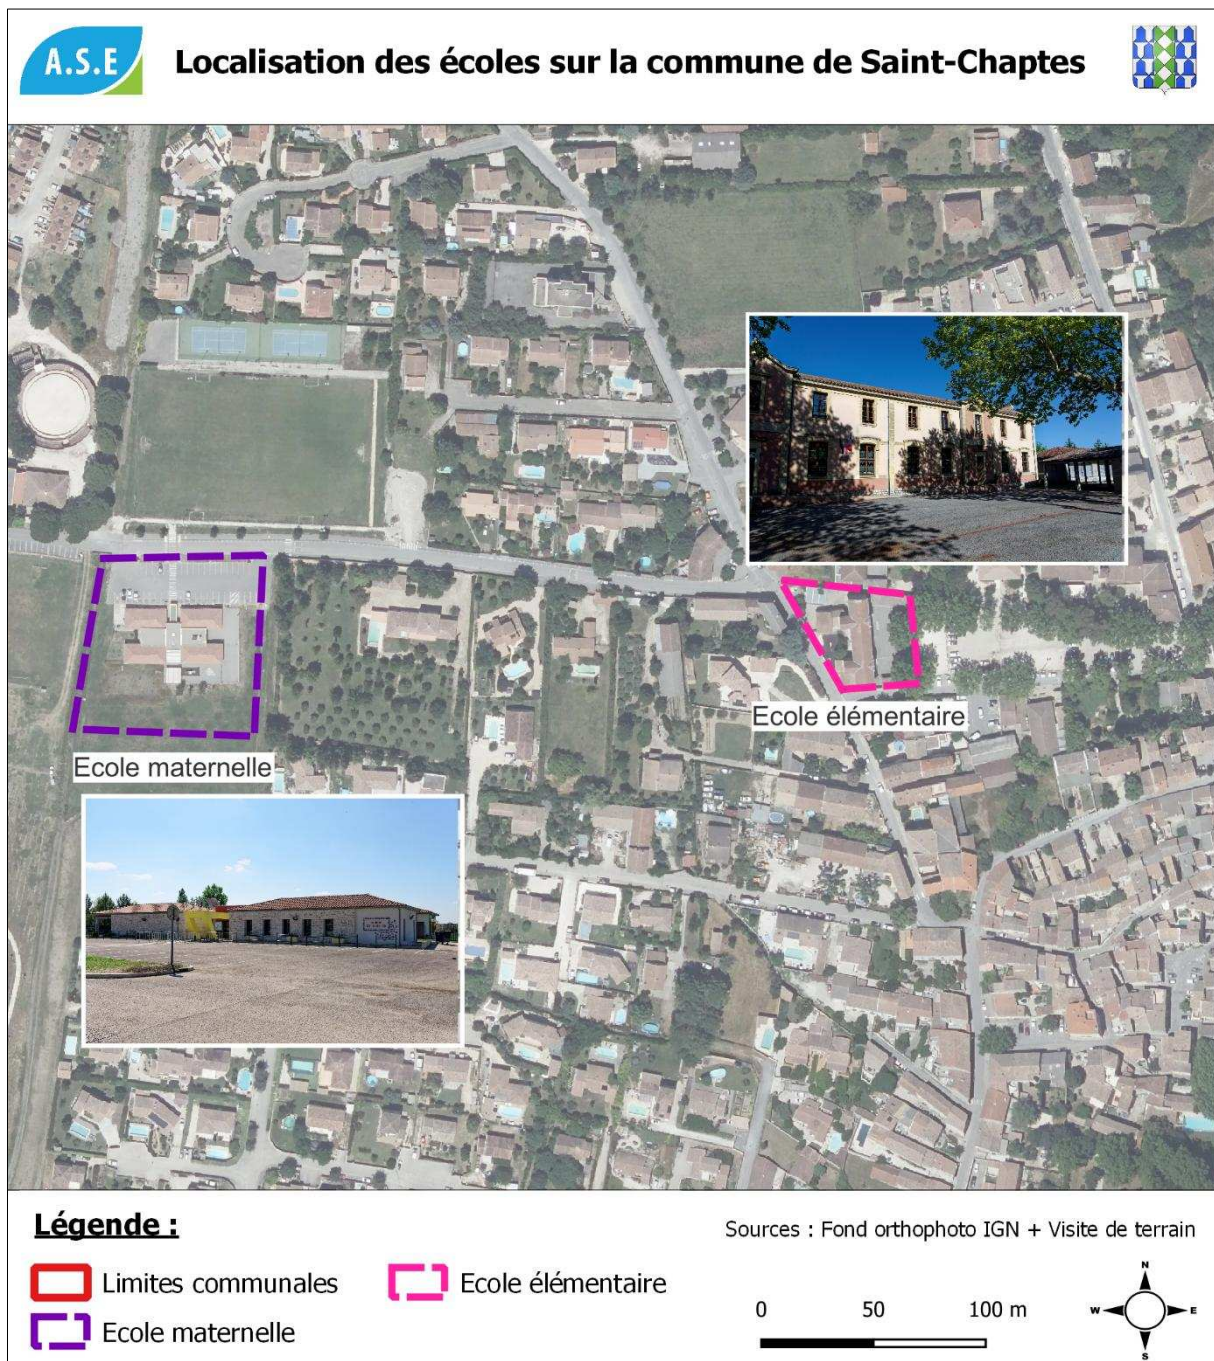 A.S.E
Localisation des écoles sur la commune de Saint-Chaptes
Ecole élémentaire
Ecole maternelle
Légende :
Sources : Fond orthophoto IGN + Visite de terrain
Limites communales
Ecole élémentaire
Ecole maternelle
0 50 100 m
N
W E
S